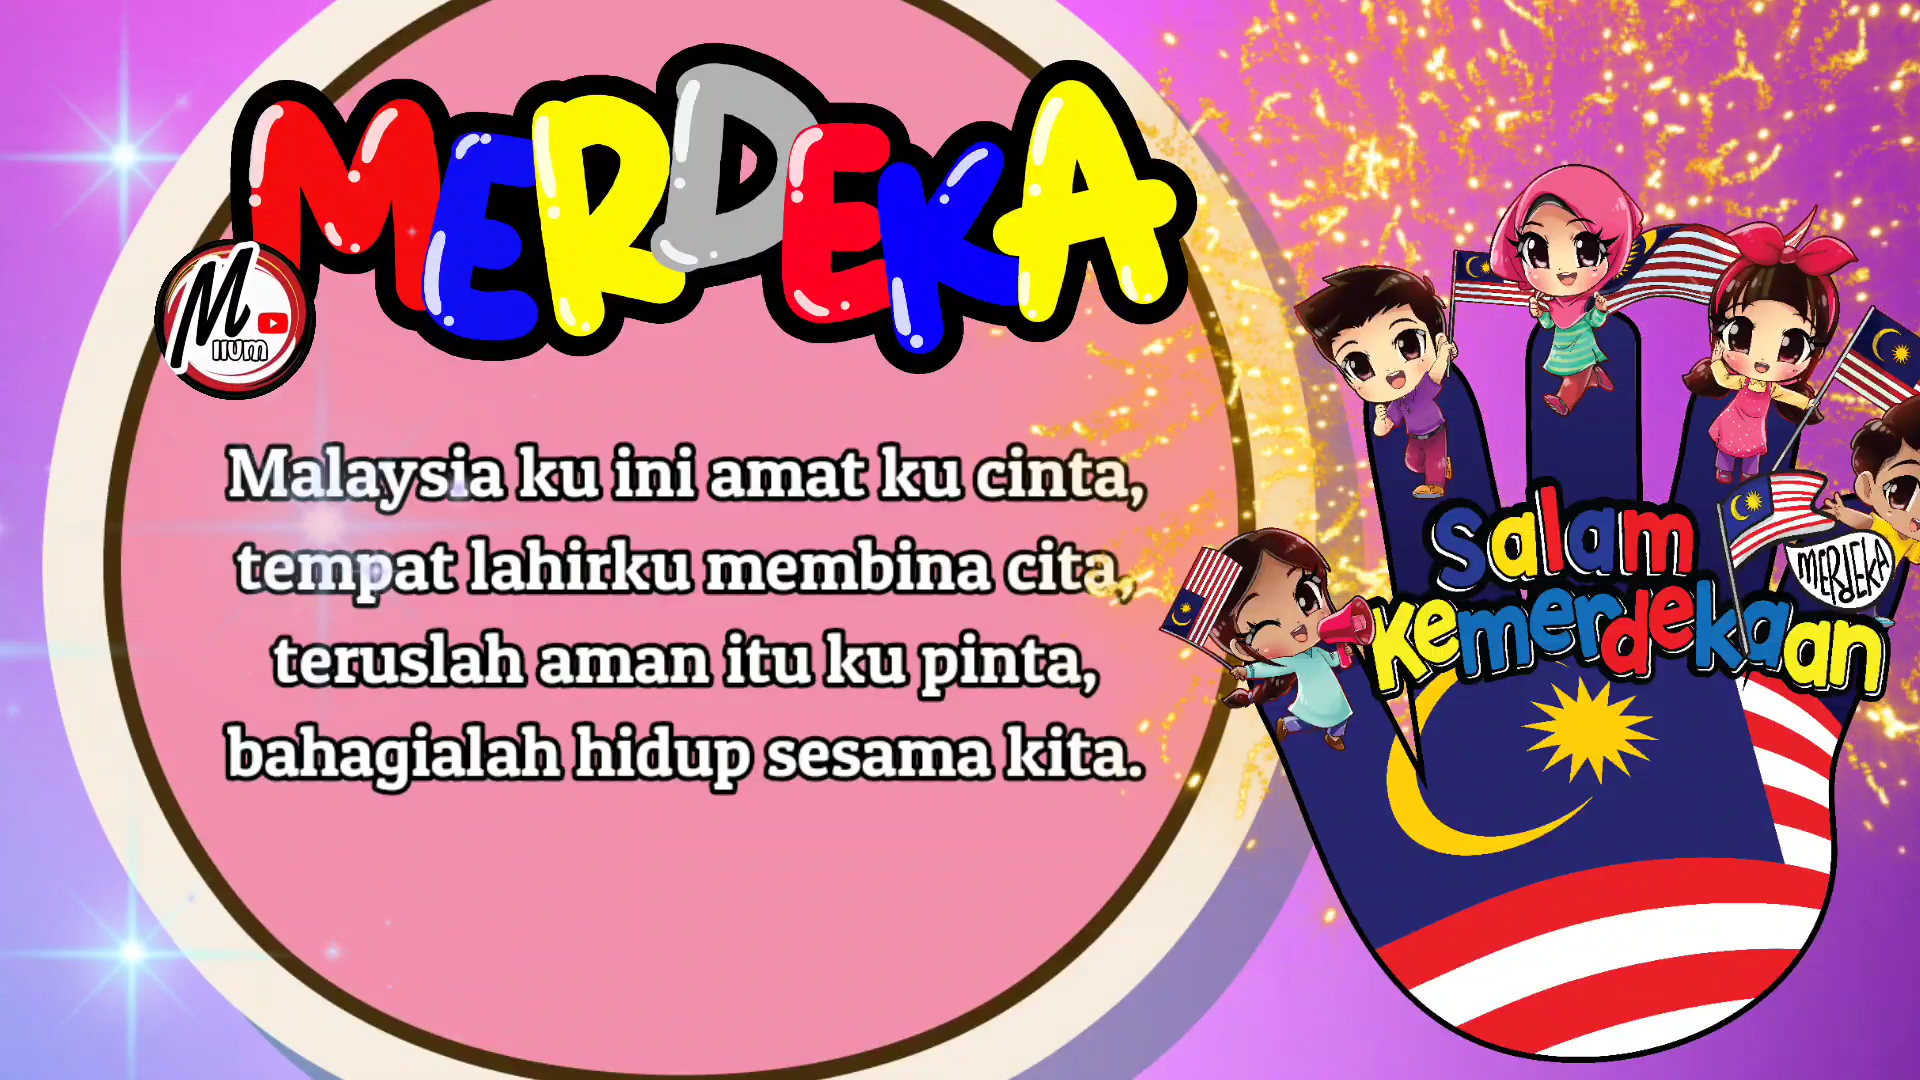 MERDEKA
M
IIUM
Malaysia ku ini amat ku cinta,
tempat lahirku membina cita,
teruslah aman itu ku pinta,
bahagialah hidup sesama kita.
Salam
kemerdekaan
MERDEKA